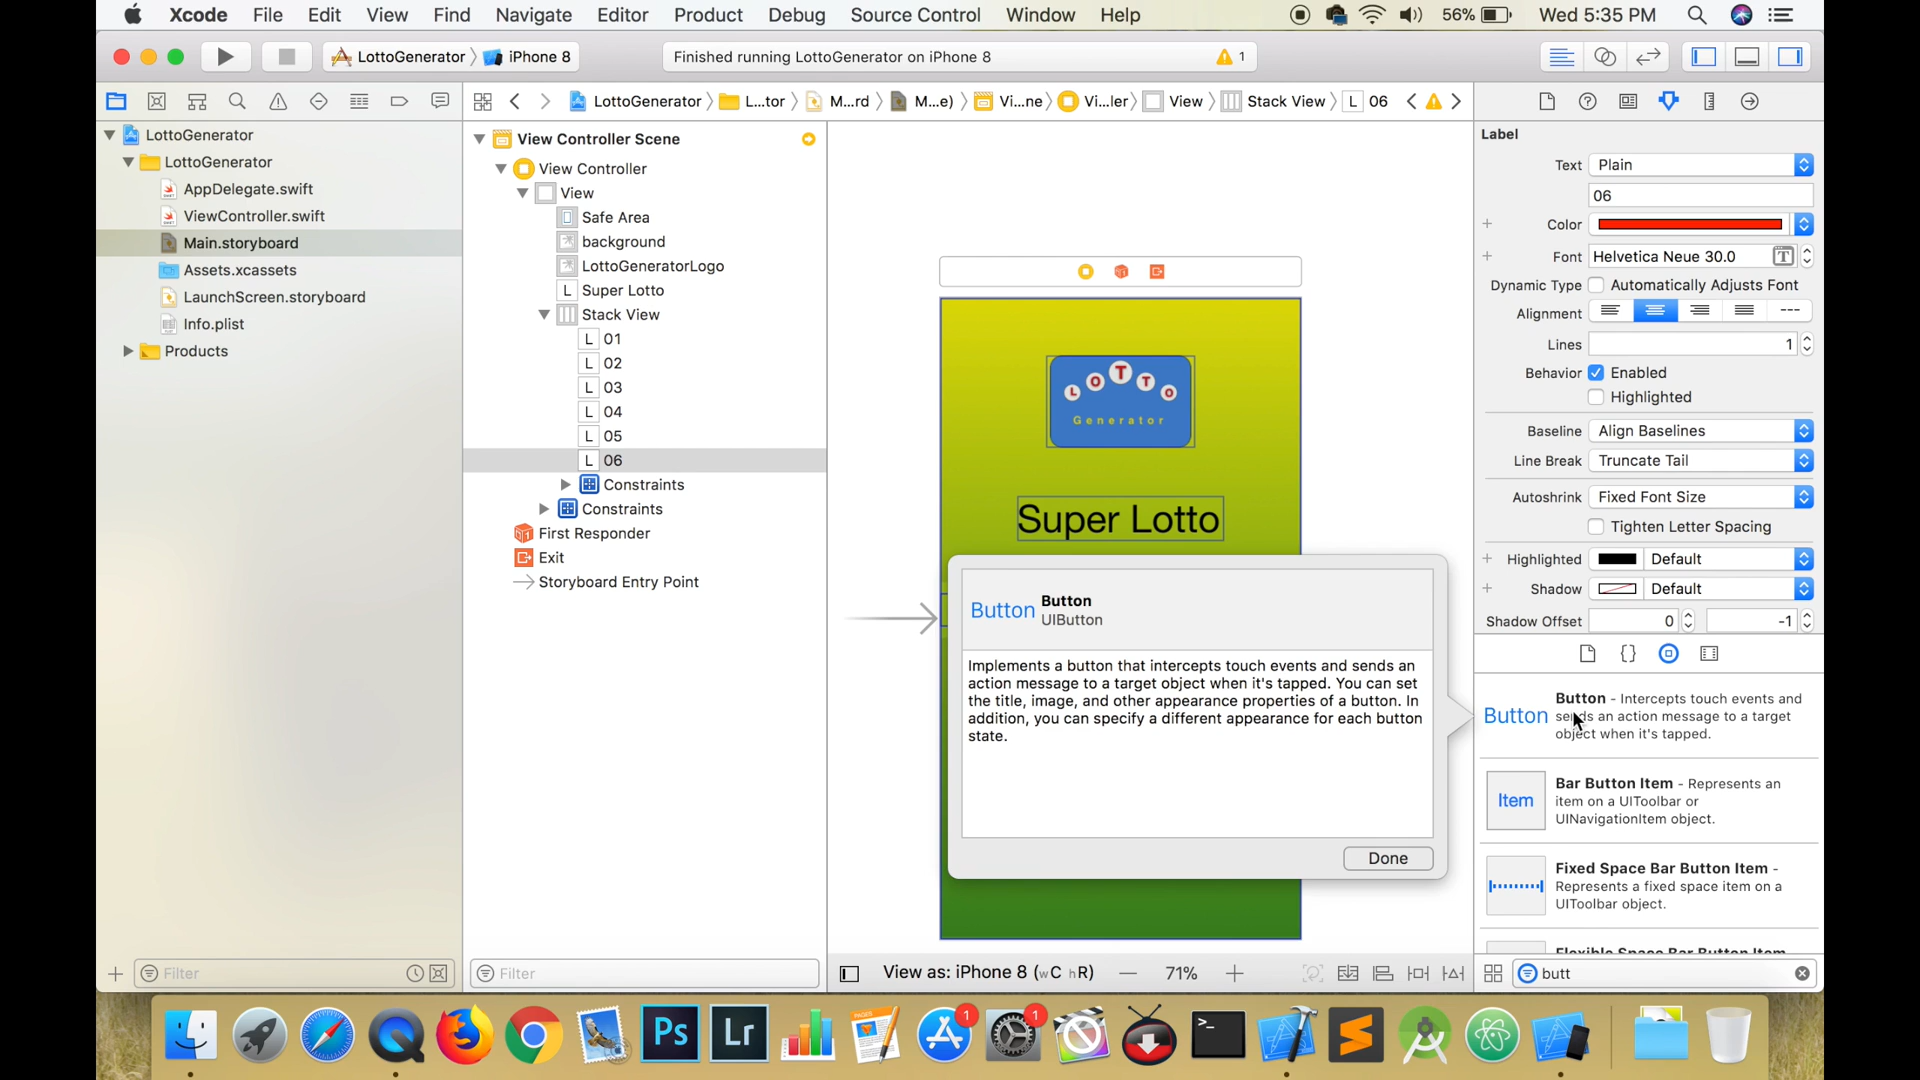 Xcode File Edit View Find Navigate Editor Product Debug Source Control Window Help 56% Wed 5:35 PM
LottoGenerator iPhone 8 Finished running LottoGenerator on iPhone 8 1
LottoGenerator L...tor M...rd M...e) Vi...ne) Vi...ler) View Stack View L 06
LottoGenerator
LottoGenerator
AppDelegate.swift
ViewController.swift
Main.storyboard
Assets.xcassets
LaunchScreen.storyboard
Info.plist
Products
Filter
View Controller Scene
View Controller
View
Safe Area
background
LottoGeneratorLogo
L Super Lotto
Stack View
L 01
L 02
L 03
L 04
L 05
L 06
Constraints
Constraints
First Responder
Exit
Storyboard Entry Point
Filter
LOTTO
Generator
Super Lotto
Button Button
UIButton
Implements a button that intercepts touch events and sends an
action message to a target object when it's tapped. You can set
the title, image, and other appearance properties of a button. In
addition, you can specify a different appearance for each button
state.
Done
View as: iPhone 8 (wC hR) 71%
Label
Text Plain
06
Color
Font Helvetica Neue 30.0 T
Dynamic Type Automatically Adjusts Font
Alignment
Lines 1
Behavior Enabled
Highlighted
Baseline Align Baselines
Line Break Truncate Tail
Autoshrink Fixed Font Size
Tighten Letter Spacing
Highlighted Default
Shadow Default
Shadow Offset 0 -1
Button Button - Intercepts touch events and
sends an action message to a target
object when it's tapped.
Item Bar Button Item - Represents an
item on a UIToolbar or
UINavigationItem object.
Fixed Space Bar Button Item -
Represents a fixed space item on a
UIToolbar object.
Flexible Space Bar Button Item
butt
Ps Lr 1 1